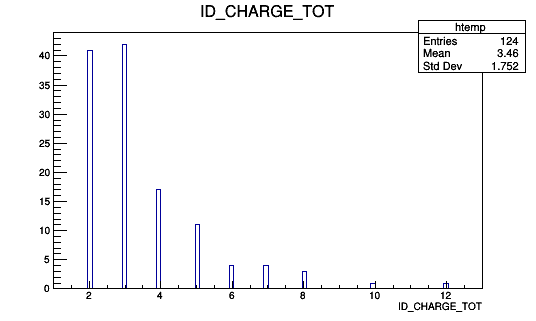 ID_CHARGE_TOT
htemp
Entries 124
Mean 3.46
Std Dev 1.752
40
35
30
25
20
15
10
5
0
2 4 6 8 10 12
ID_CHARGE_TOT